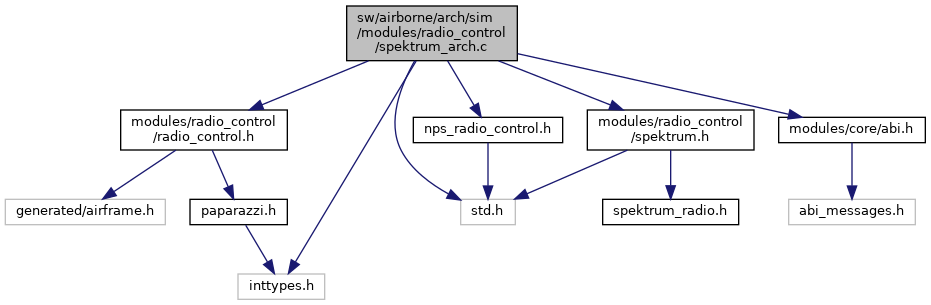 sw/airborne/arch/sim
/modules/radio_control
/spektrum_arch.c
modules/radio_control
/radio_control.h
nps_radio_control.h
modules/radio_control
/spektrum.h
modules/core/abi.h
generated/airframe.h
paparazzi.h
std.h
spektrum_radio.h
abi_messages.h
inttypes.h